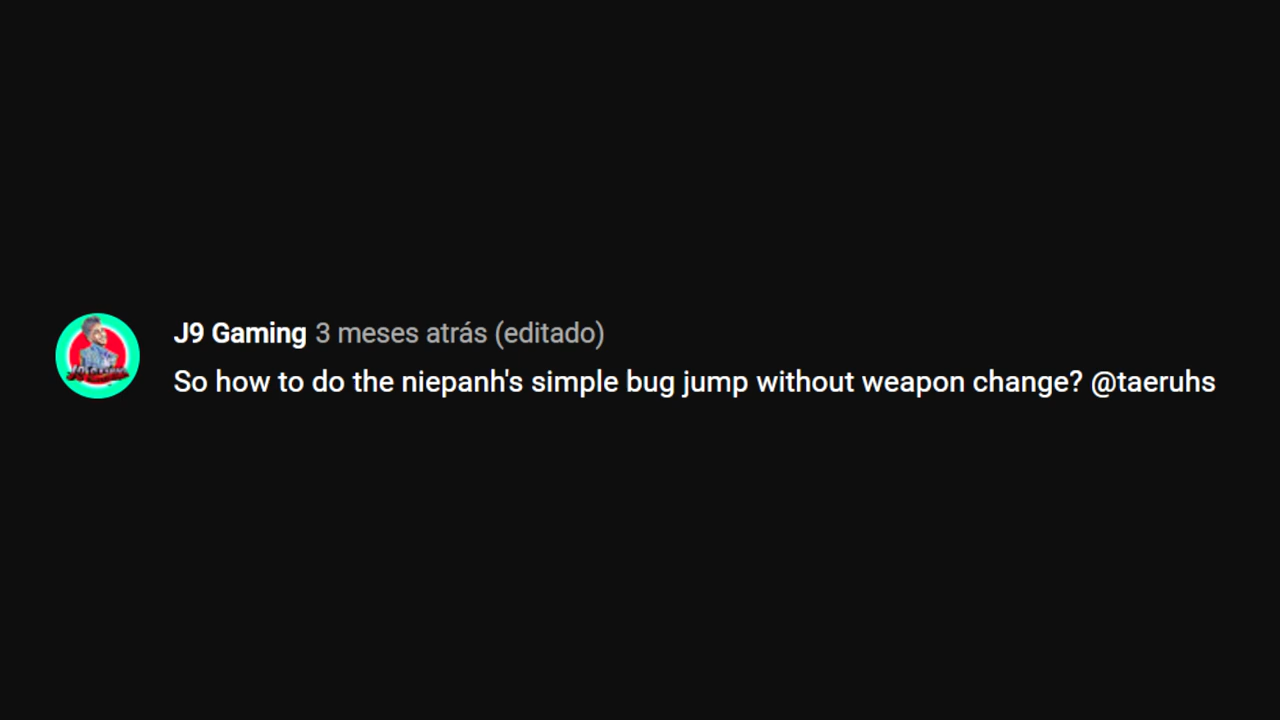 J9 Gaming 3 meses atrás (editado)
So how to do the niepanh's simple bug jump without weapon change? @taeruhs